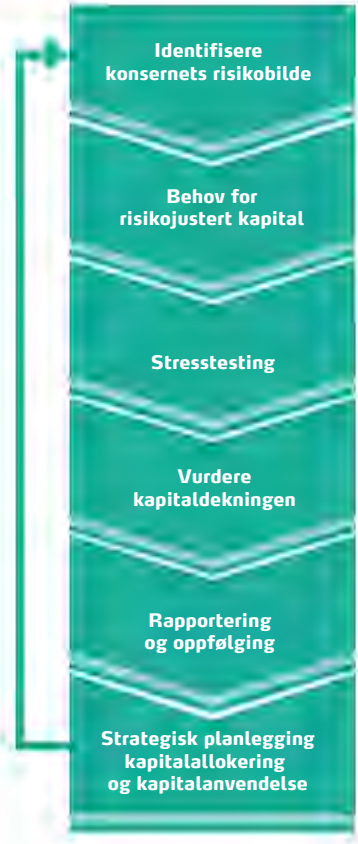 Identifisere
konsernets risikobilde
Behov for
risikojustert kapital
Stresstesting
Vurdere
kapitaldekningen
Rapportering
og oppfølging
Strategisk planlegging
kapitalallokering
og kapitalanvendelse